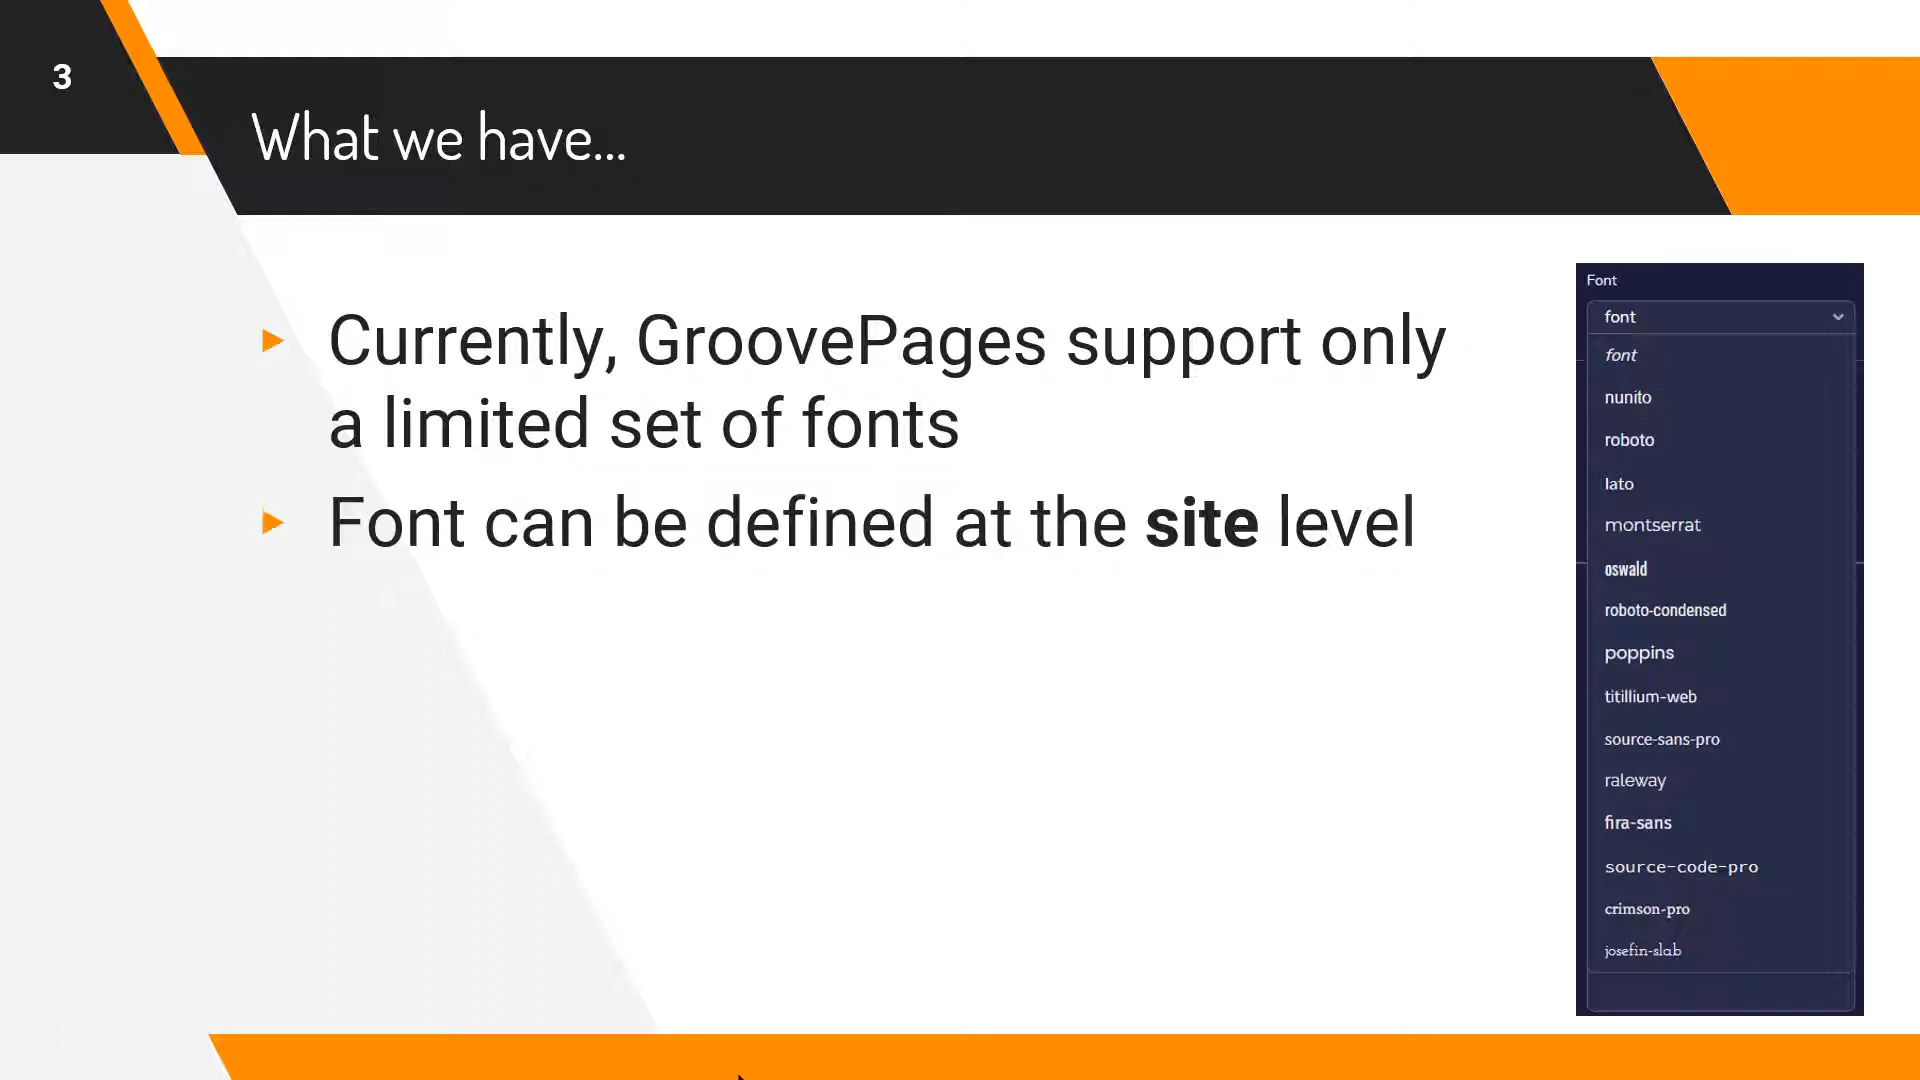 3
What we have...
Currently, GroovePages support only
a limited set of fonts
Font can be defined at the site level
Font
font
font
nunito
roboto
lato
montserrat
oswald
roboto-condensed
poppins
titillium-web
source-sans-pro
raleway
fira-sans
source-code-pro
crimson-pro
josefin-slab